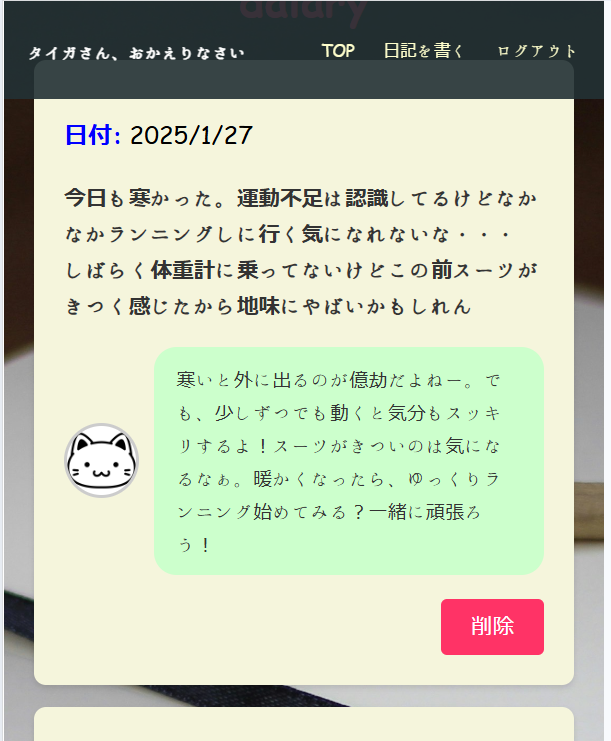 daiary
タイガさん、おかえりなさい
TOP 日記を書く ログアウト
日付: 2025/1/27
今日も寒かった。運動不足は認識してるけどなか
なかランニングしに行く気になれないな・・・
しばらく体重計に乗ってないけどこの前スーツが
きつく感じたから地味にやばいかもしれん
寒いと外に出るのが億劫だよねー。で
も、少しずつでも動くと気分もスッキ
リするよ！スーツがきついのは気にな
るなぁ。暖かくなったら、ゆっくりラ
ンニング始めてみる？一緒に頑張ろ
う！
削除